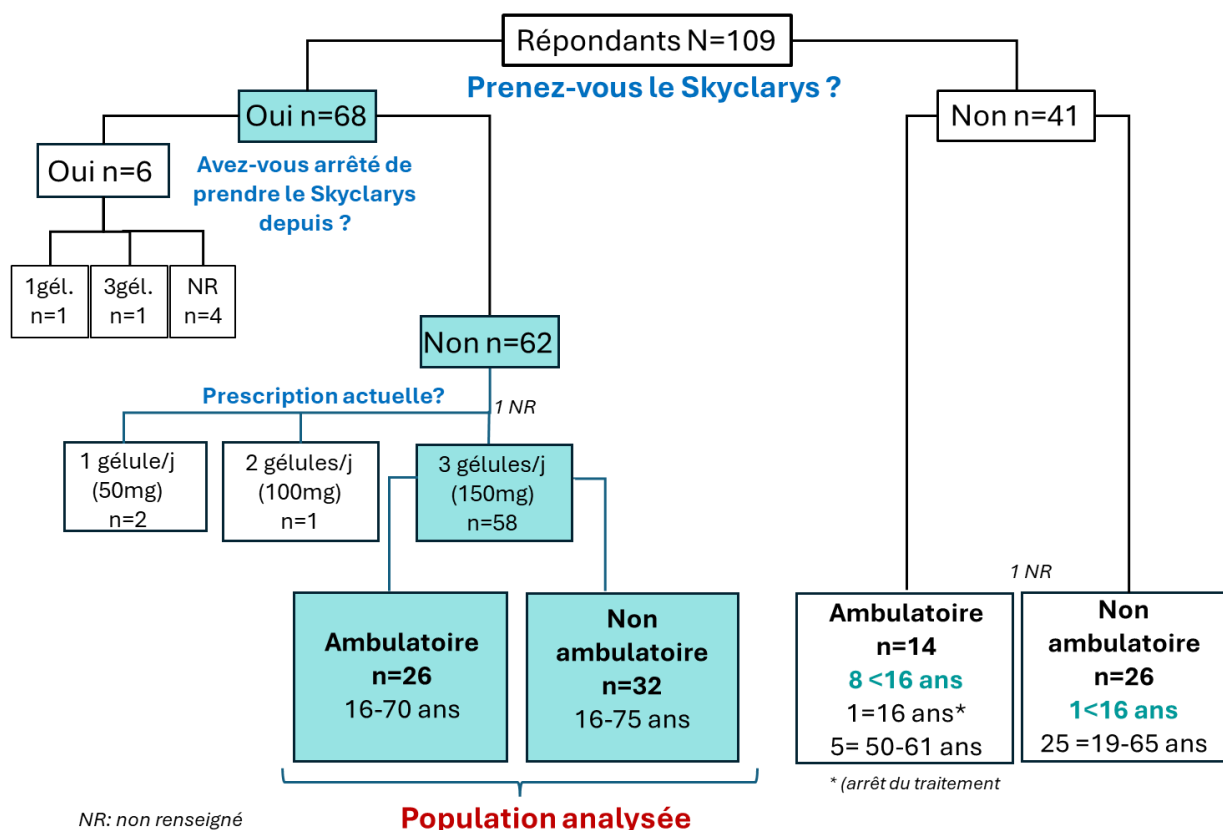 Répondants N=109
Prenez-vous le Skyclarys ?
Oui n=68
Non n=41
Oui n=6
Avez-vous arrêté de
prendre le Skyclarys
depuis ?
1gél.
n=1
3gél.
n=1
NR
n=4
Non n=62
Prescription actuelle?
1 NR
1 gélule/j
(50mg)
n=2
2 gélules/j
(100mg)
n=1
3 gélules/j
(150mg)
n=58
Ambulatoire
n=26
16-70 ans
Non
ambulatoire
n=32
16-75 ans
1 NR
Ambulatoire
n=14
8 <16 ans
1=16 ans*
5= 50-61 ans
Non
ambulatoire
n=26
1<16 ans
25 =19-65 ans
* (arrêt du traitement
NR: non renseigné
Population analysée